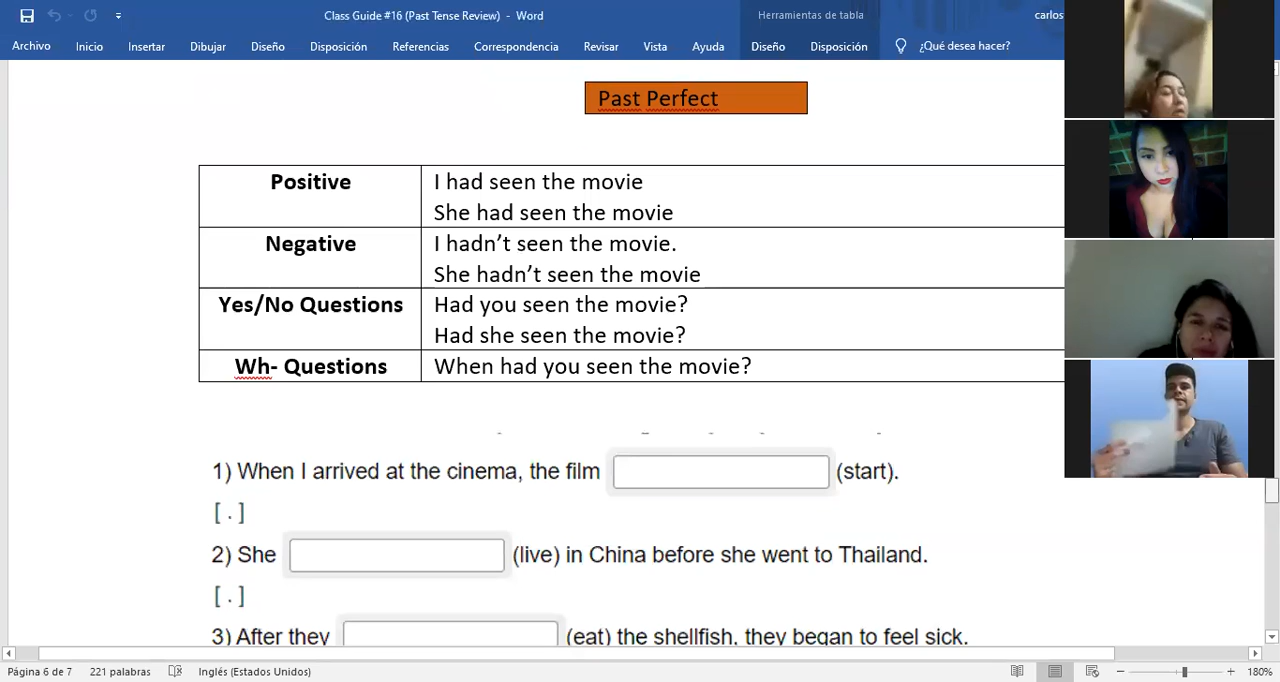 Class Guide #16 (Past Tense Review) - Word
Herramientas de tabla
carlos
Archivo Inicio Insertar Dibujar Diseño Disposición Referencias Correspondencia Revisar Vista Ayuda Diseño Disposición ¿Qué desea hacer?
Past Perfect
Positive
I had seen the movie
She had seen the movie
Negative
I hadn't seen the movie.
She hadn't seen the movie
Yes/No Questions
Had you seen the movie?
Had she seen the movie?
Wh- Questions
When had you seen the movie?
1) When I arrived at the cinema, the film (start).
[ . ]
2) She (live) in China before she went to Thailand.
[ . ]
3) After they (eat) the shellfish, they began to feel sick.
Página 6 de 7 221 palabras Inglés (Estados Unidos) 180%